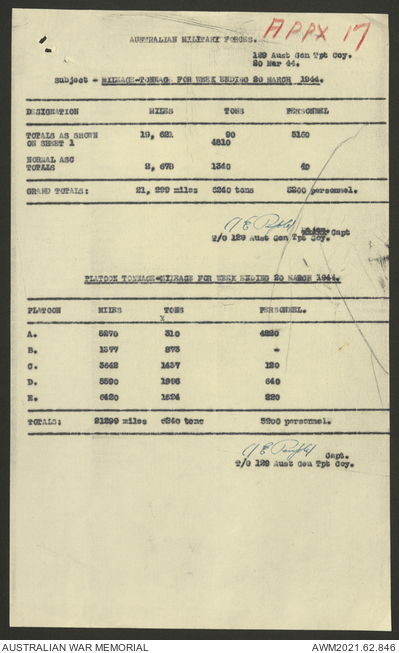 APPX 17
AUSTRALIAN MILITARY FORCES.
129 Aust Gen Tpt Coy.
20 Mar 44.
Subject - MILEAGE-TONNAGE FOR WEEK ENDING 20 MARCH 1944.
DESIGNATION MILES TONS PERSONNEL
TOTALS AS SHOWN 19, 621 90 5160
ON SHEET 1 4810
NORMAL ASC
TOTALS 2, 678 1340 40
GRAND TOTALS: 21, 299 miles 6240 tons 5200 personnel.
Capt
T/O 129 Aust Gen Tpt Coy.
PLATOON TONNAGE-MILEAGE FOR WEEK ENDING 20 MARCH 1944.
PLATOON MILES TONS PERSONNEL.
x
A. 5270 310 4220
B. 1377 873 -
C. 3642 1437 120
D. 5590 1996 640
E. 6420 1624 220
TOTALS: 21299 miles 6240 tons 5200 personnel.
Capt.
T/O 129 Aust Gen Tpt Coy.
AUSTRALIAN WAR MEMORIAL
AWM2021.62.846